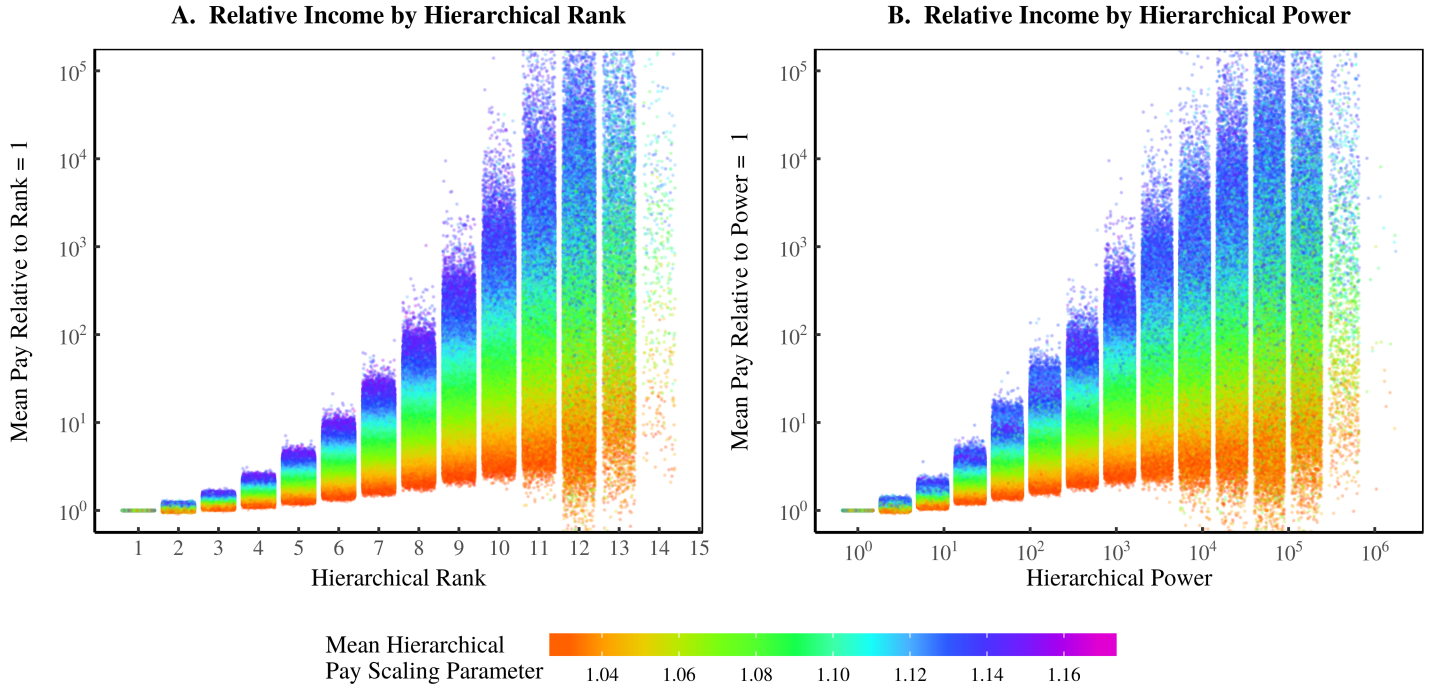 A. Relative Income by Hierarchical Rank
Mean Pay Relative to Rank = 1
10^5
10^4
10^3
10^2
10^1
10^0
1 2 3 4 5 6 7 8 9 10 11 12 13 14 15
Hierarchical Rank
B. Relative Income by Hierarchical Power
Mean Pay Relative to Power = 1
10^5
10^4
10^3
10^2
10^1
10^0
10^0 10^1 10^2 10^3 10^4 10^5 10^6
Hierarchical Power
Mean Hierarchical
Pay Scaling Parameter
1.04 1.06 1.08 1.10 1.12 1.14 1.16